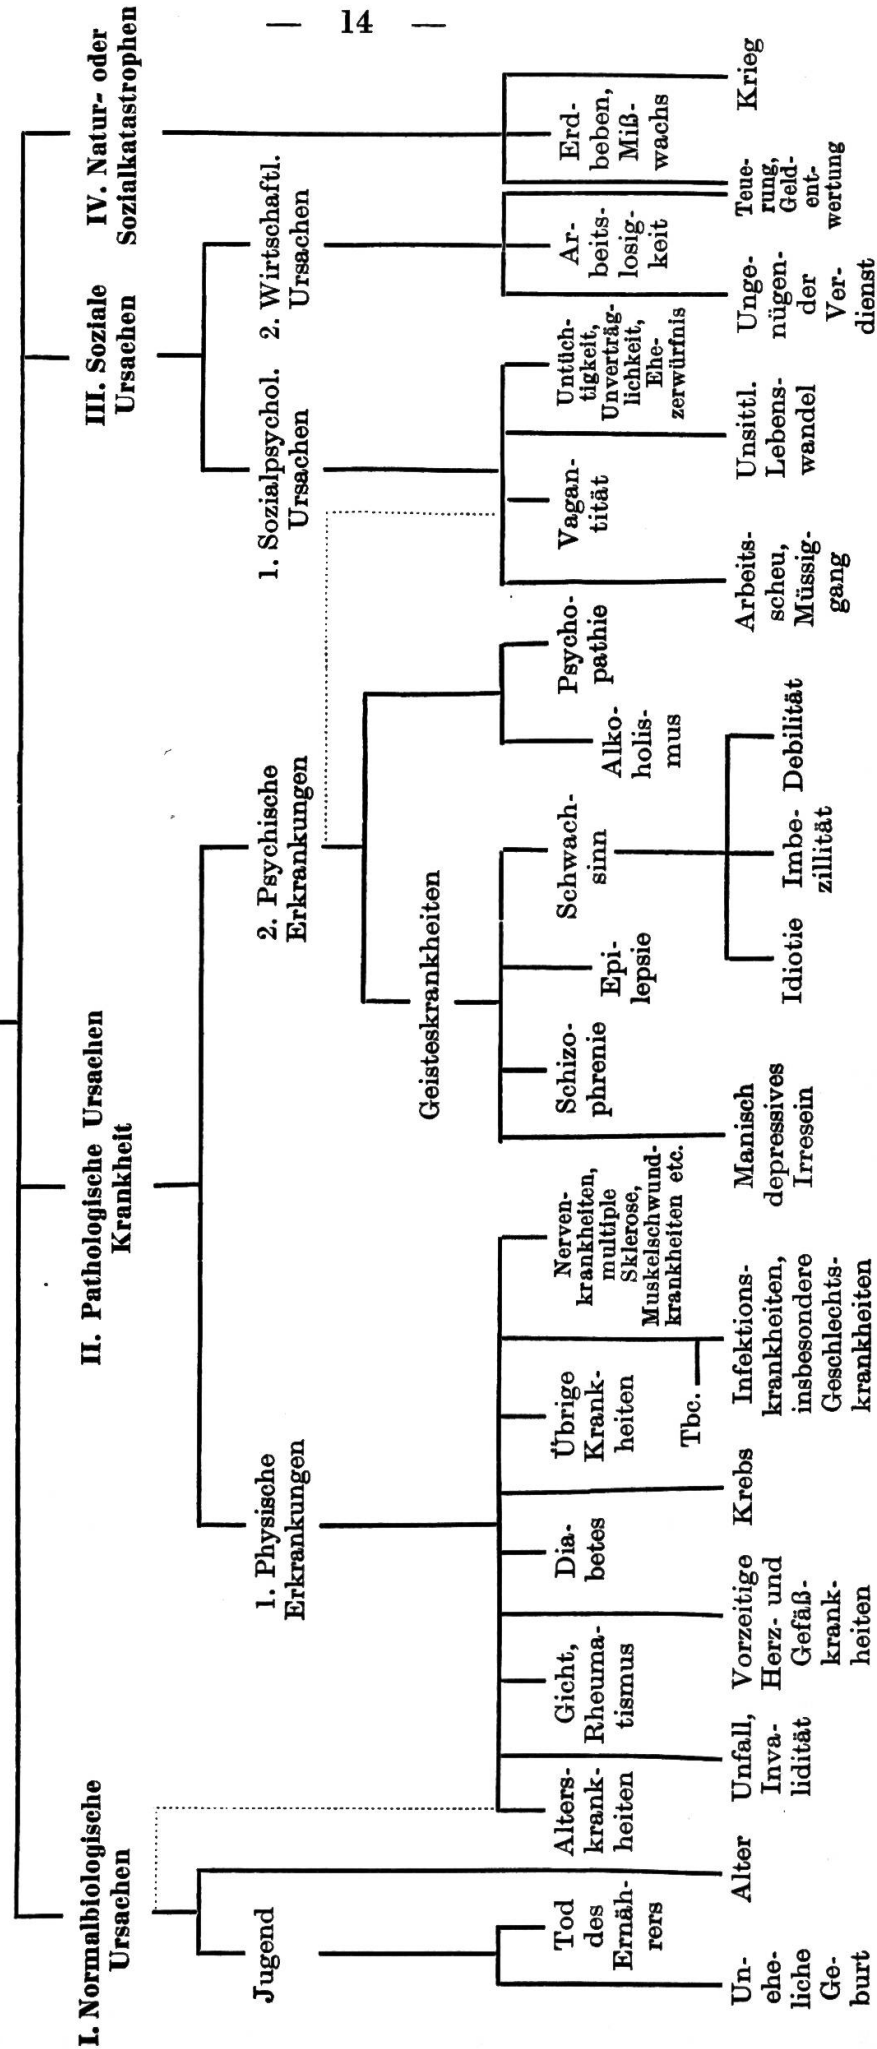 — 14 —
I. Normalbiologische
Ursachen
II. Pathologische Ursachen
Krankheit
III. Soziale
Ursachen
IV. Natur- oder
Sozialkatastrophen
Jugend
1. Physische
Erkrankungen
2. Psychische
Erkrankungen
1. Sozialpsychol.
Ursachen
2. Wirtschaftl.
Ursachen
Geisteskrankheiten
Tod
des
Ernäh-
rers
Alters-
krank-
heiten
Gicht,
Rheuma-
tismus
Dia-
betes
Übrige
Krank-
heiten
Nerven-
krankheiten,
multiple
Sklerose,
Muskelschwund-
krankheiten etc.
Schizo-
phrenie
Epi-
lepsie
Schwach-
sinn
Alko-
holis-
mus
Psycho-
pathie
Vagan-
tität
Untüch-
tigkeit,
Unverträg-
lichkeit,
Ehe-
zerwürfnis
Ar-
beits-
losig-
keit
Erd-
beben,
Miß-
wachs
Tbc.
Un-
ehe-
liche
Ge-
burt
Alter
Unfall,
Inva-
lidität
Vorzeitige
Herz- und
Gefäß-
krank-
heiten
Krebs
Infektions-
krankheiten,
insbesondere
Geschlechts-
krankheiten
Manisch
depressives
Irresein
Idiotie
Imbe-
zillität
Debilität
Arbeits-
scheu,
Müssig-
gang
Unsittl.
Lebens-
wandel
Unge-
nügen-
der
Ver-
dienst
Teue-
rung,
Geld-
ent-
wertung
Krieg